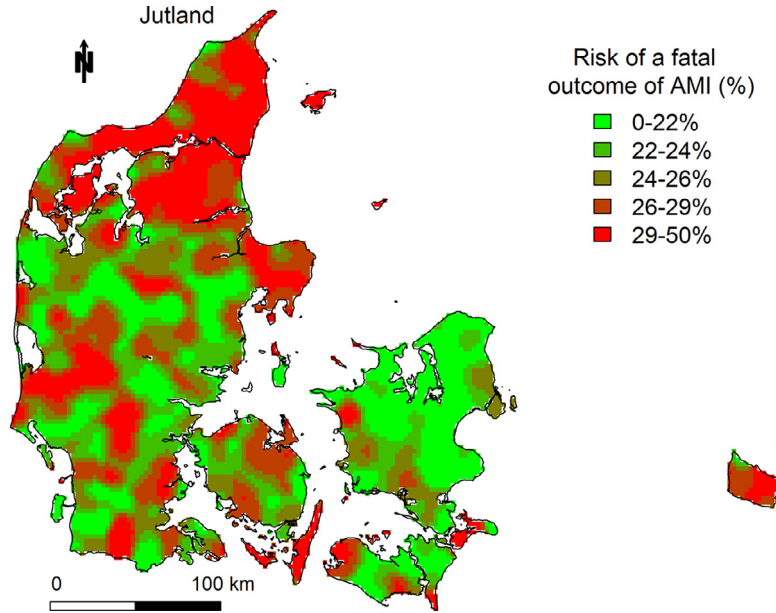 Jutland
N
Risk of a fatal
outcome of AMI (%)
0-22%
22-24%
24-26%
26-29%
29-50%
0 100 km